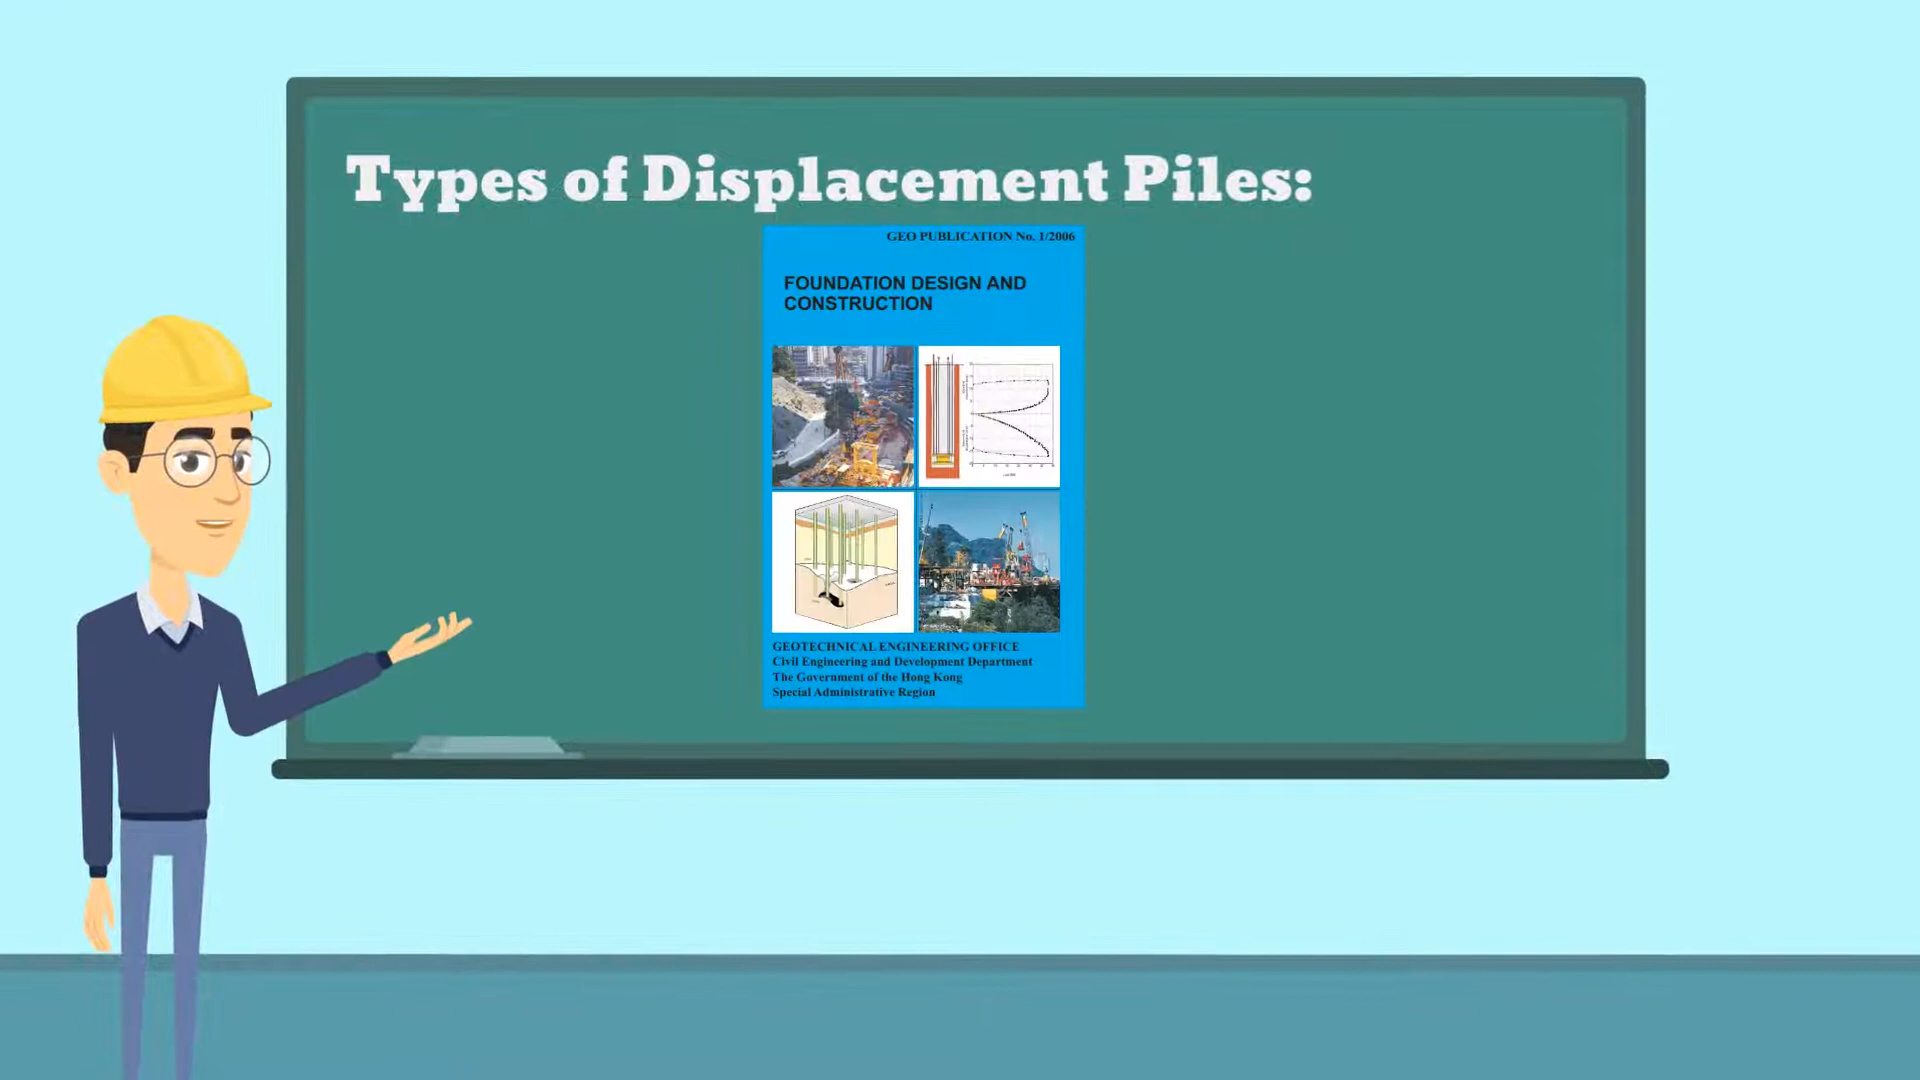 Types of Displacement Piles:
GEO PUBLICATION No. 1/2006
FOUNDATION DESIGN AND
CONSTRUCTION
GEOTECHNICAL ENGINEERING OFFICE
Civil Engineering and Development Department
The Government of the Hong Kong
Special Administrative Region